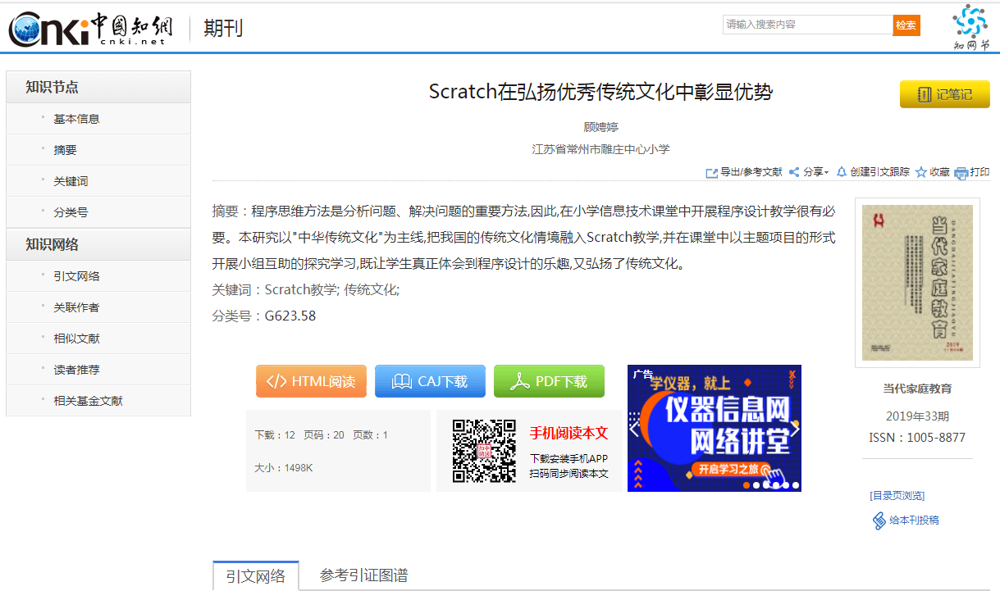 Cnki中國知網
cnki.net
期刊
请输入搜索内容
检索
知网节
知识节点
基本信息
摘要
关键词
分类号
知识网络
引文网络
关联作者
相似文献
读者推荐
相关基金文献
Scratch在弘扬优秀传统文化中彰显优势
记笔记
顾娉婷
江苏省常州市雕庄中心小学
导出/参考文献 分享 创建引文跟踪 收藏 打印
摘要：程序思维方法是分析问题、解决问题的重要方法,因此,在小学信息技术课堂中开展程序设计教学很有必
要。本研究以"中华传统文化"为主线,把我国的传统文化情境融入Scratch教学,并在课堂中以主题项目的形式
开展小组互助的探究学习,既让学生真正体会到程序设计的乐趣,又弘扬了传统文化。
关键词：Scratch教学; 传统文化;
分类号：G623.58
HTML阅读
CAJ下载
PDF下载
下载：12 页码：20 页数：1
大小：1498K
手机阅读本文
下载安装手机APP
扫码同步阅读本文
广告
学仪器，就上
仪器信息网
网络讲堂
开启学习之旅
当代家庭教育
DANGDAIJIATINGJIAOYU
2019
当代家庭教育
2019年33期
ISSN：1005-8877
[目录页浏览]
给本刊投稿
引文网络
参考引证图谱